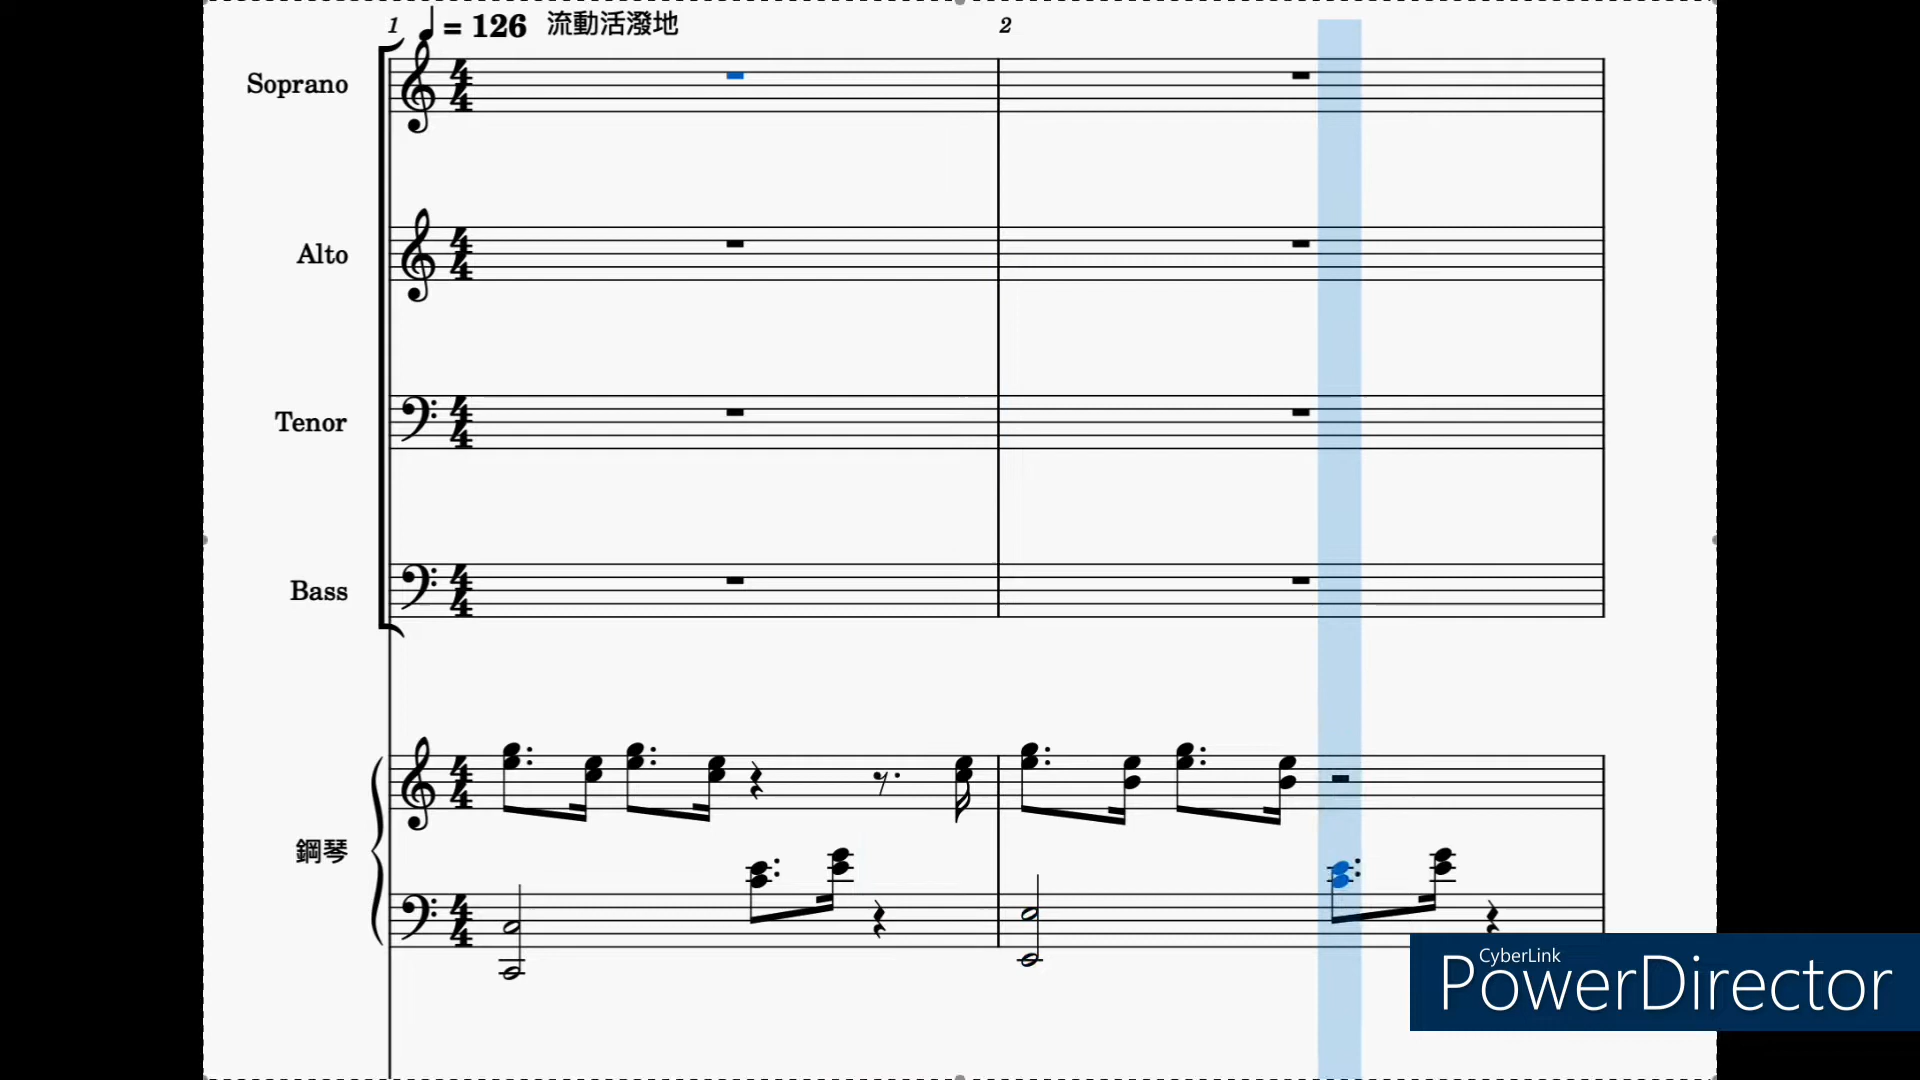 1 ♩ = 126 流動活潑地 2
Soprano
Alto
Tenor
Bass
鋼琴
CyberLink
PowerDirector